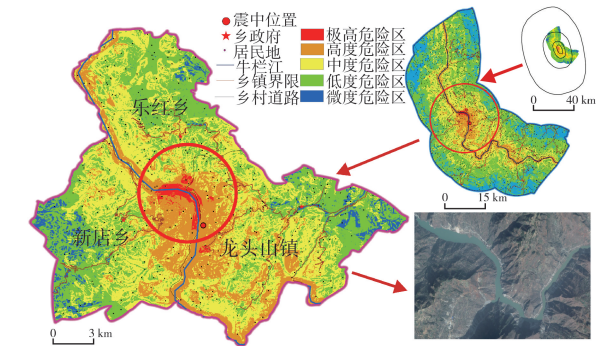 震中位置
乡政府
居民地
牛栏江
乡镇界限
乡村道路
极高危险区
高度危险区
中度危险区
低度危险区
微度危险区
乐红乡
新店乡
龙头山镇
0 3 km
0 15 km
0 40 km